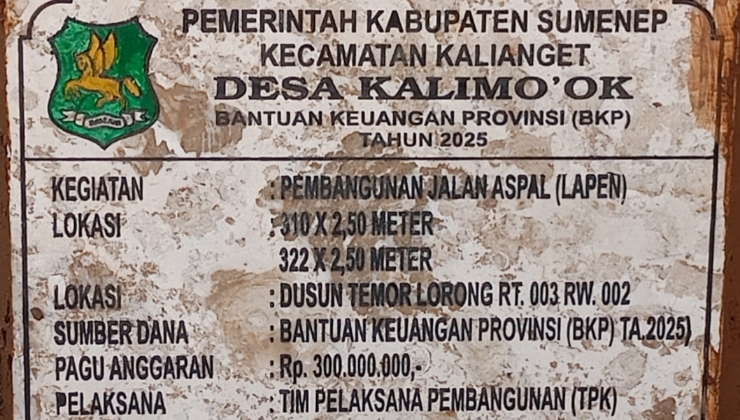 PEMERINTAH KABUPATEN SUMENEP
KECAMATAN KALIANGET
DESA KALIMO'OK
BANTUAN KEUANGAN PROVINSI (BKP)
TAHUN 2025
KEGIATAN : PEMBANGUNAN JALAN ASPAL (LAPEN)
LOKASI : 310 X 2,50 METER
322 X 2,50 METER
LOKASI : DUSUN TEMOR LORONG RT. 003 RW. 002
SUMBER DANA : BANTUAN KEUANGAN PROVINSI (BKP) TA.2025)
PAGU ANGGARAN : Rp. 300.000.000,-
PELAKSANA : TIM PELAKSANA PEMBANGUNAN (TPK)